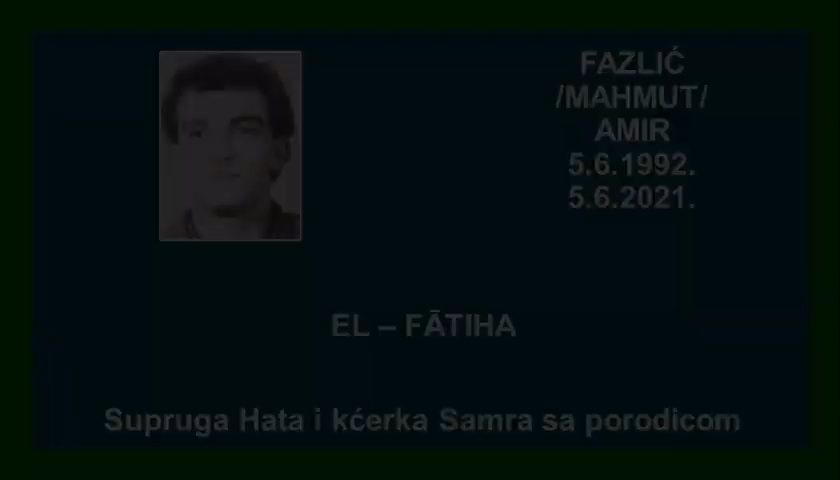 FAZLIĆ
/MAHMUT/
AMIR
5.6.1992.
5.6.2021.
EL – FĀTIHA
Supruga Hata i kćerka Samra sa porodicom